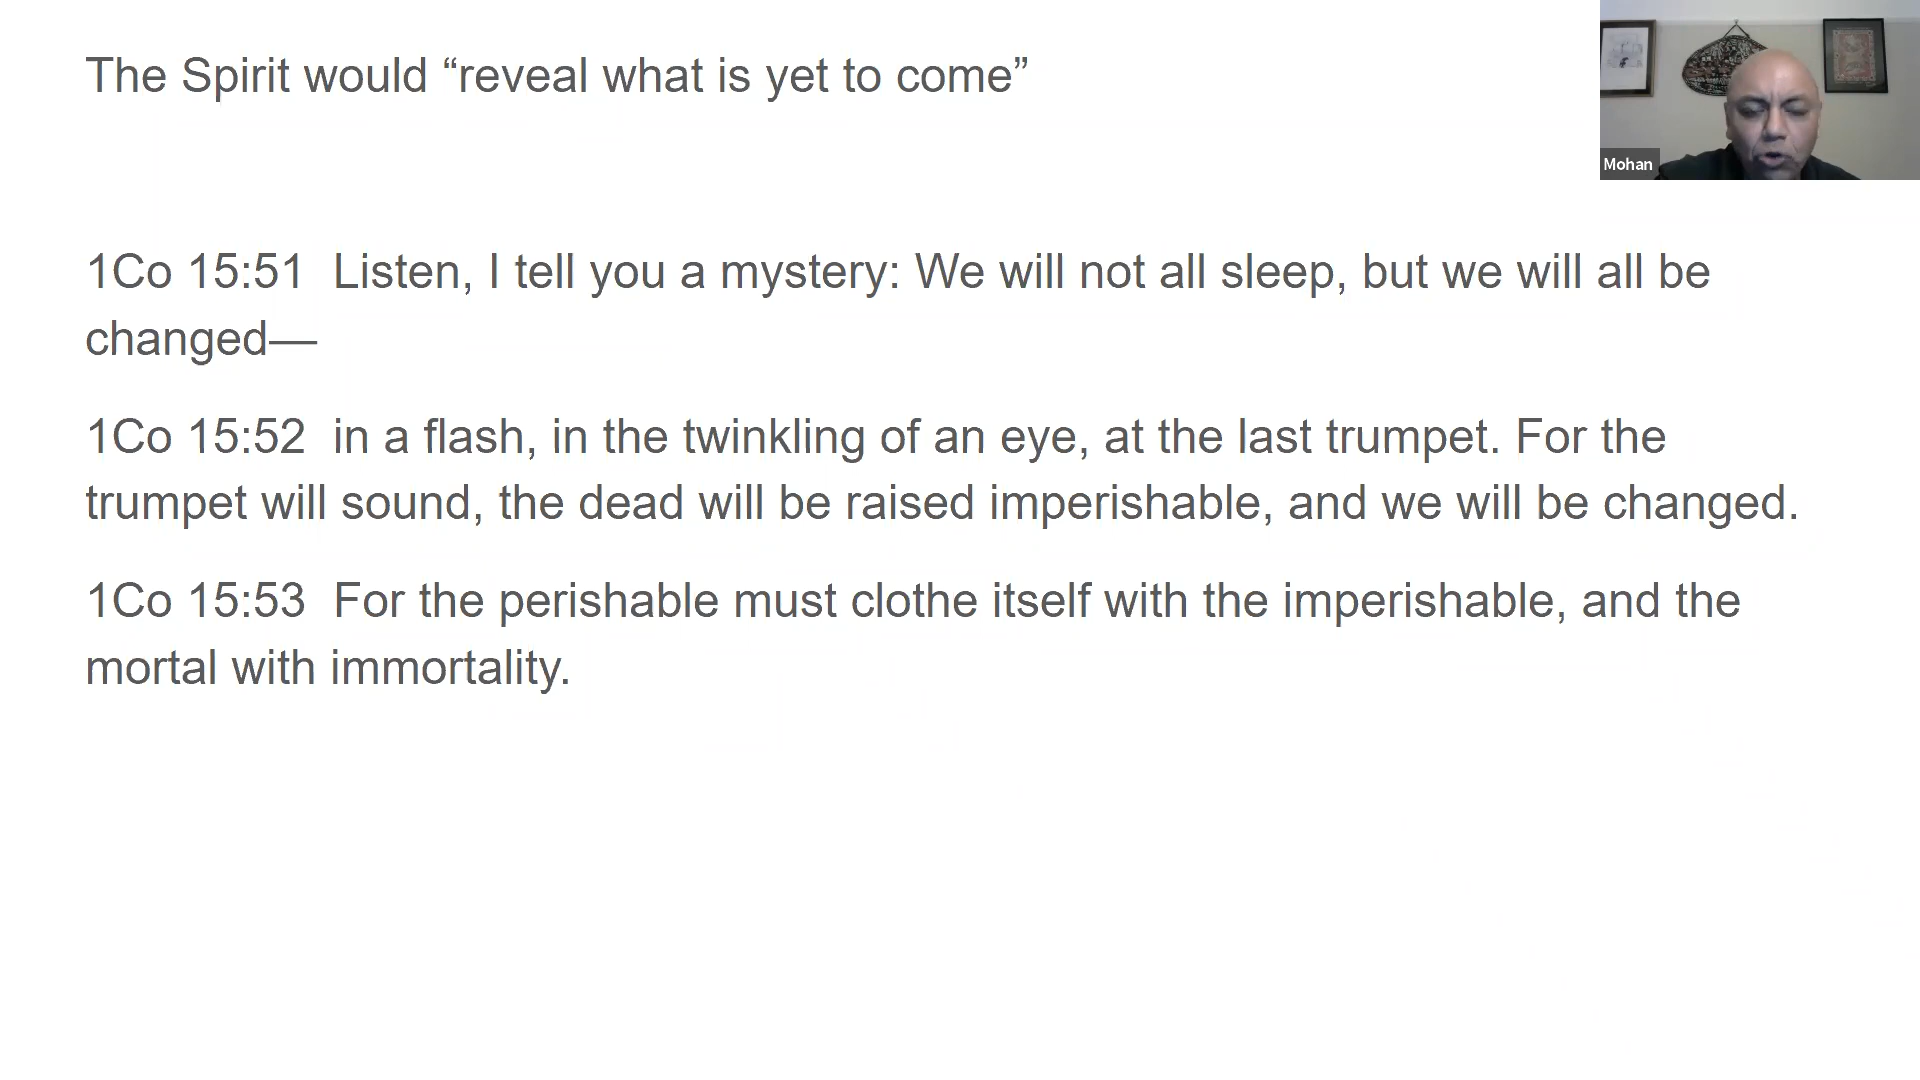 The Spirit would “reveal what is yet to come”
Mohan
1Co 15:51  Listen, I tell you a mystery: We will not all sleep, but we will all be
changed—
1Co 15:52  in a flash, in the twinkling of an eye, at the last trumpet. For the
trumpet will sound, the dead will be raised imperishable, and we will be changed.
1Co 15:53  For the perishable must clothe itself with the imperishable, and the
mortal with immortality.